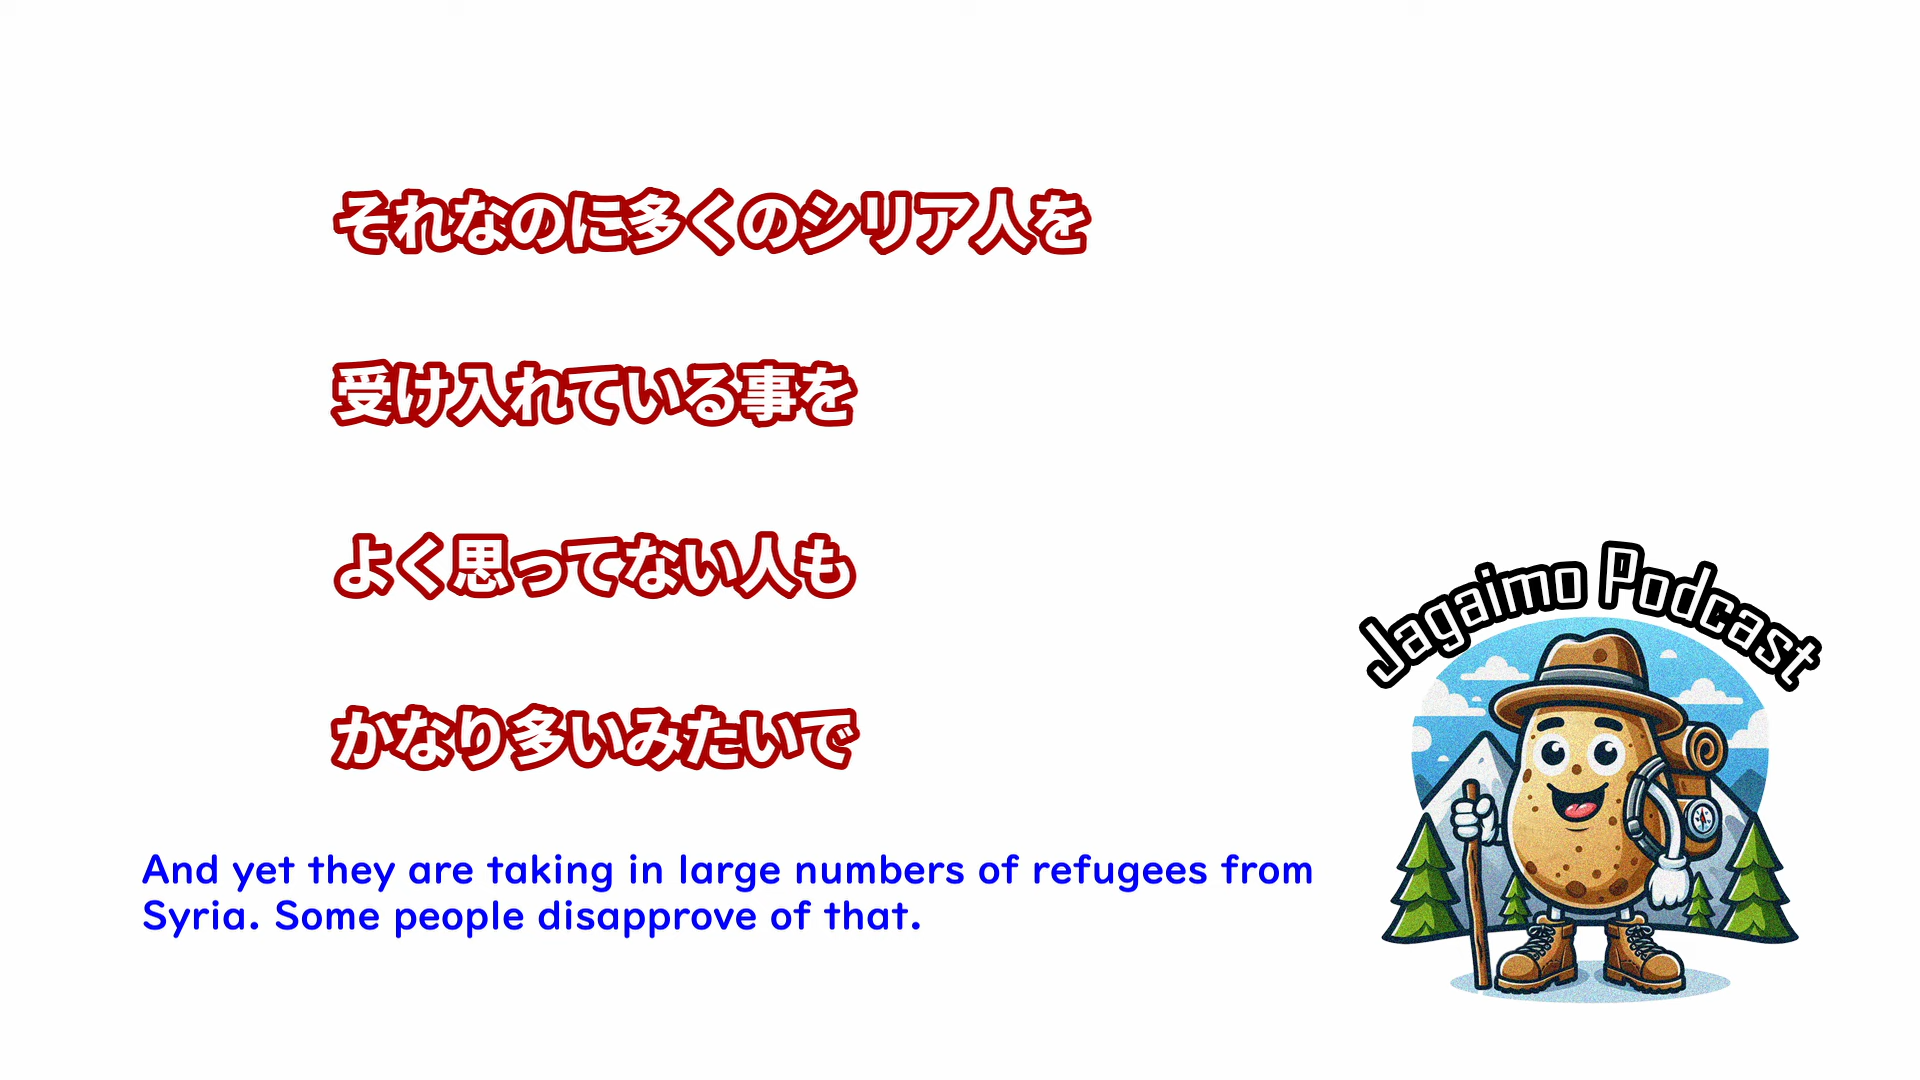 それなのに多くのシリア人を
受け入れている事を
よく思ってない人も
かなり多いみたいで
Jagaimo Podcast
And yet they are taking in large numbers of refugees from
Syria. Some people disapprove of that.